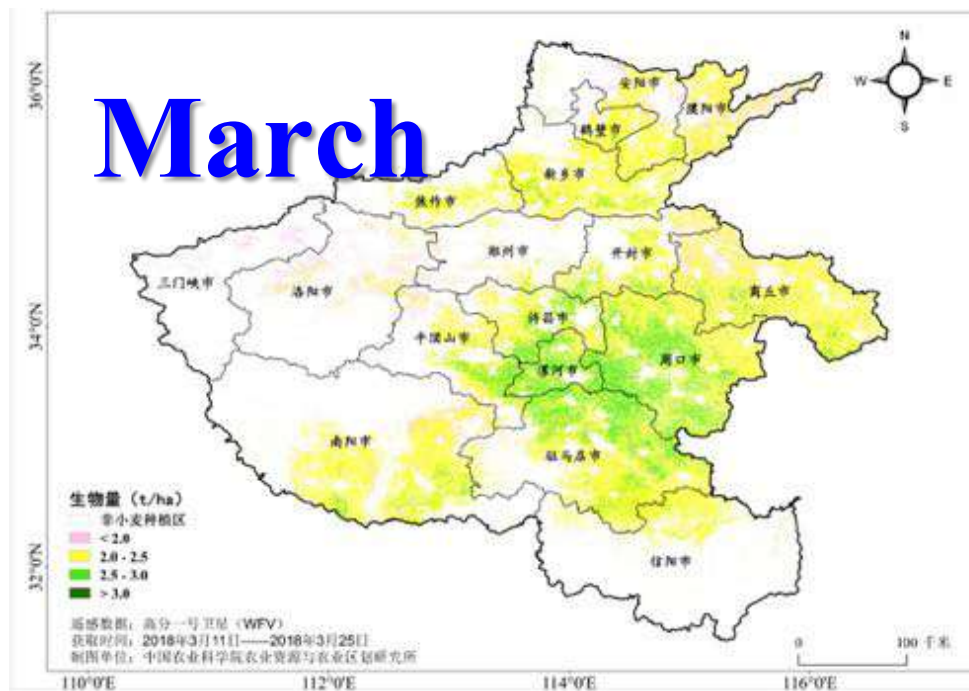 March
N
W E
S
36°0'N
34°0'N
32°0'N
安阳市
濮阳市
鹤壁市
新乡市
焦作市
三门峡市
洛阳市
郑州市
开封市
商丘市
许昌市
平顶山市
漯河市
周口市
南阳市
驻马店市
信阳市
生物量 (t/ha)
非小麦种植区
< 2.0
2.0 - 2.5
2.5 - 3.0
> 3.0
遥感数据：高分一号卫星（WFV）
获取时间：2018年3月11日——2018年3月25日
制图单位：中国农业科学院农业资源与农业区划研究所
0 100 千米
110°0'E 112°0'E 114°0'E 116°0'E